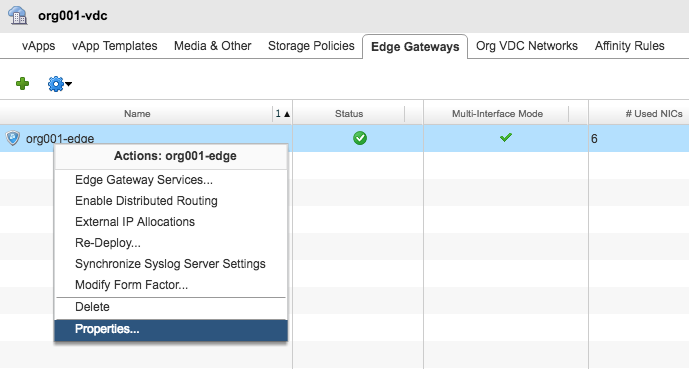 org001-vdc
vApps vApp Templates Media & Other Storage Policies Edge Gateways Org VDC Networks Affinity Rules
Name 1▲ Status Multi-Interface Mode # Used NICs
org001-edge 6
Actions: org001-edge
Edge Gateway Services...
Enable Distributed Routing
External IP Allocations
Re-Deploy...
Synchronize Syslog Server Settings
Modify Form Factor...
Delete
Properties...